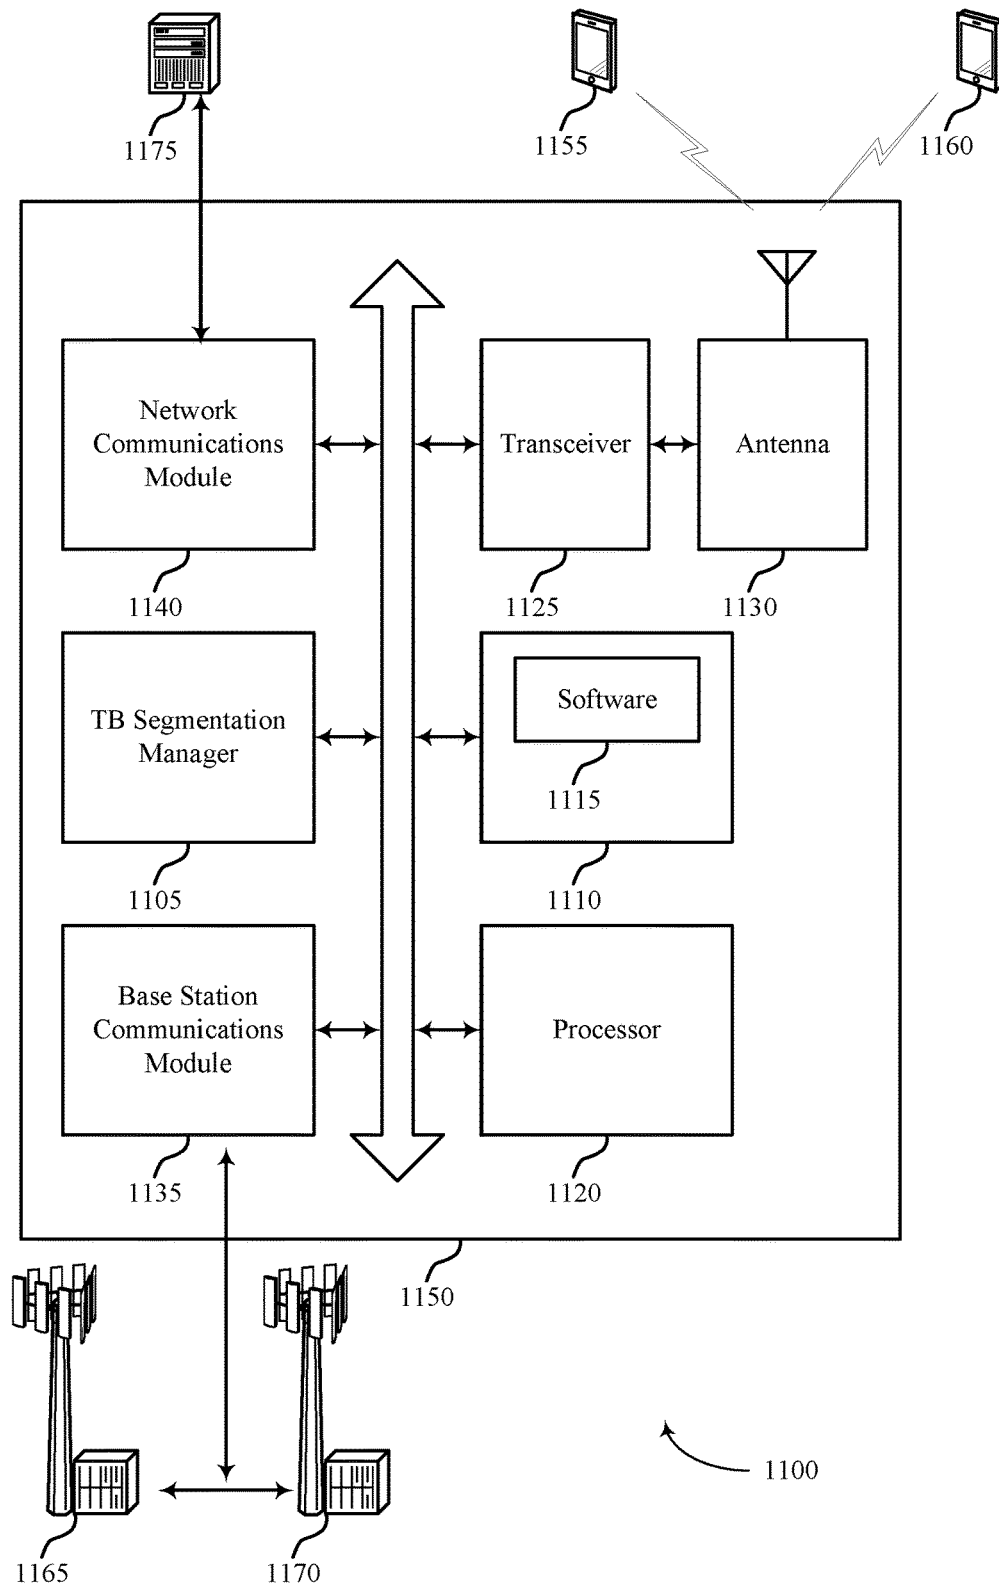 1175
1155
1160
Network
Communications
Module
Transceiver
Antenna
1140
1125
1130
TB Segmentation
Manager
Software
1115
1105
1110
Base Station
Communications
Module
Processor
1135
1120
1150
1100
1165
1170